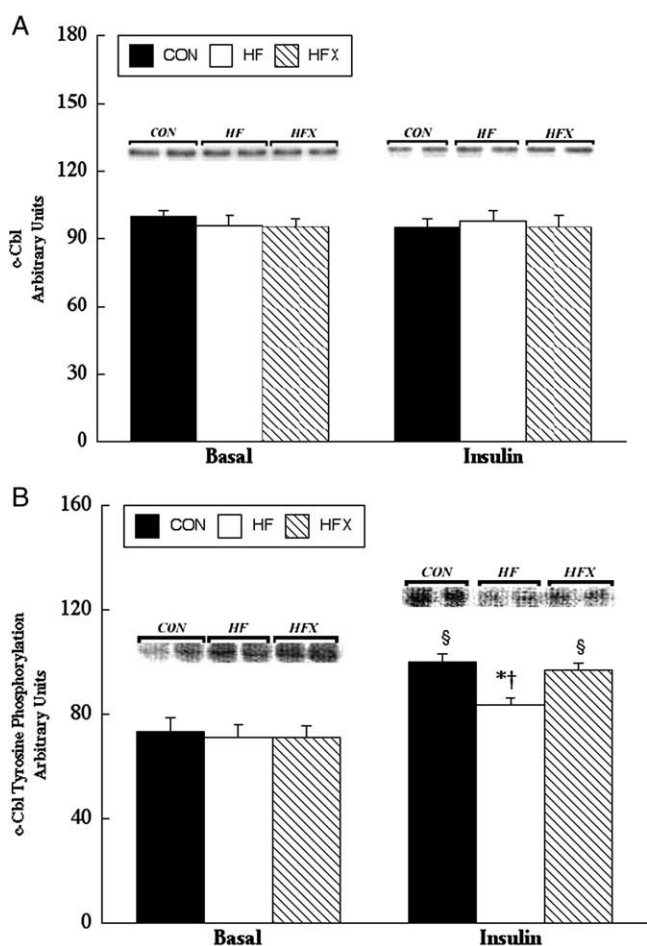 A
180
CON HF HFX
150
CON HF HFX CON HF HFX
120
90
60
30
0
c-Cbl
Arbitrary Units
Basal Insulin
B
160
CON HF HFX
CON HF HFX
120
CON HF HFX
§ *† §
80
40
0
c-Cbl Tyrosine Phosphorylation
Arbitrary Units
Basal Insulin